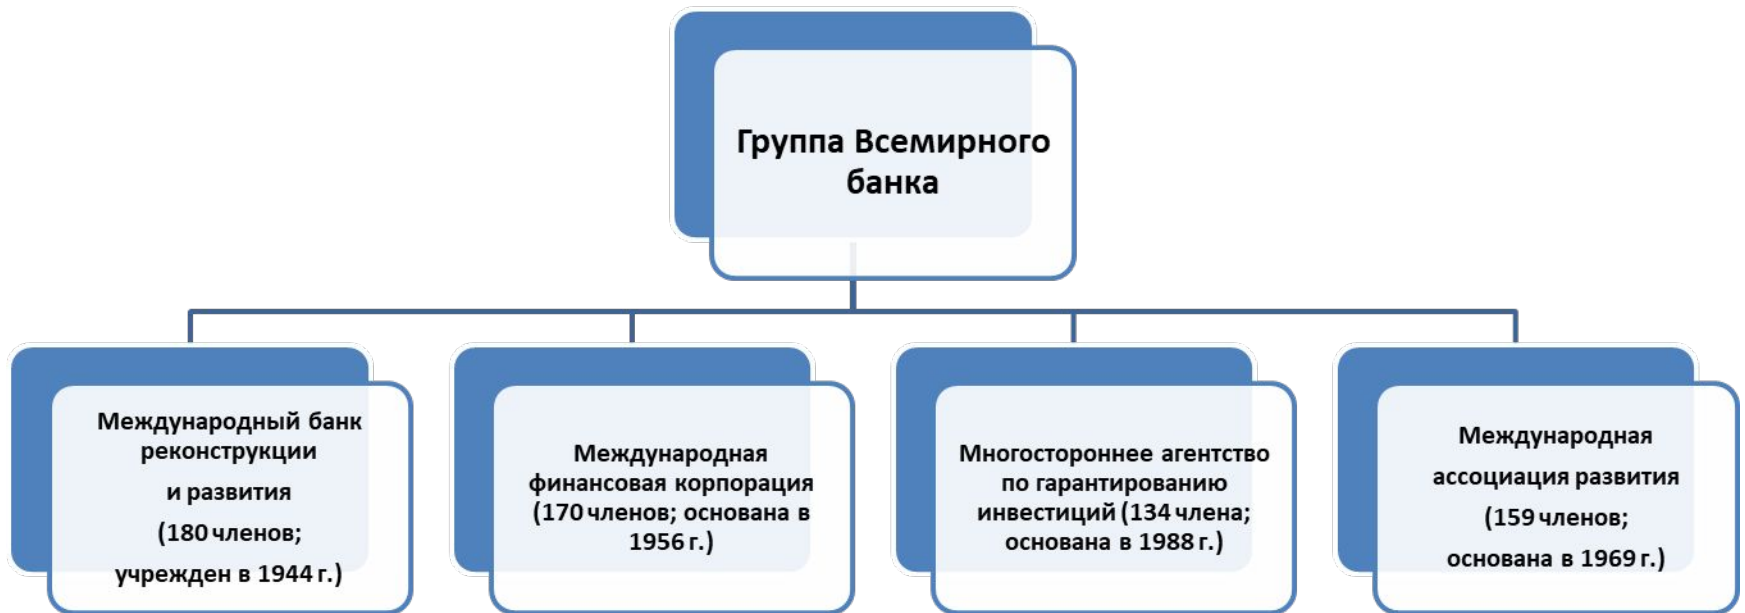 Группа Всемирного
банка
Международный банк
реконструкции
и развития
(180 членов;
учрежден в 1944 г.)
Международная
финансовая корпорация
(170 членов; основана в
1956 г.)
Многостороннее агентство
по гарантированию
инвестиций (134 члена;
основана в 1988 г.)
Международная
ассоциация развития
(159 членов;
основана в 1969 г.)